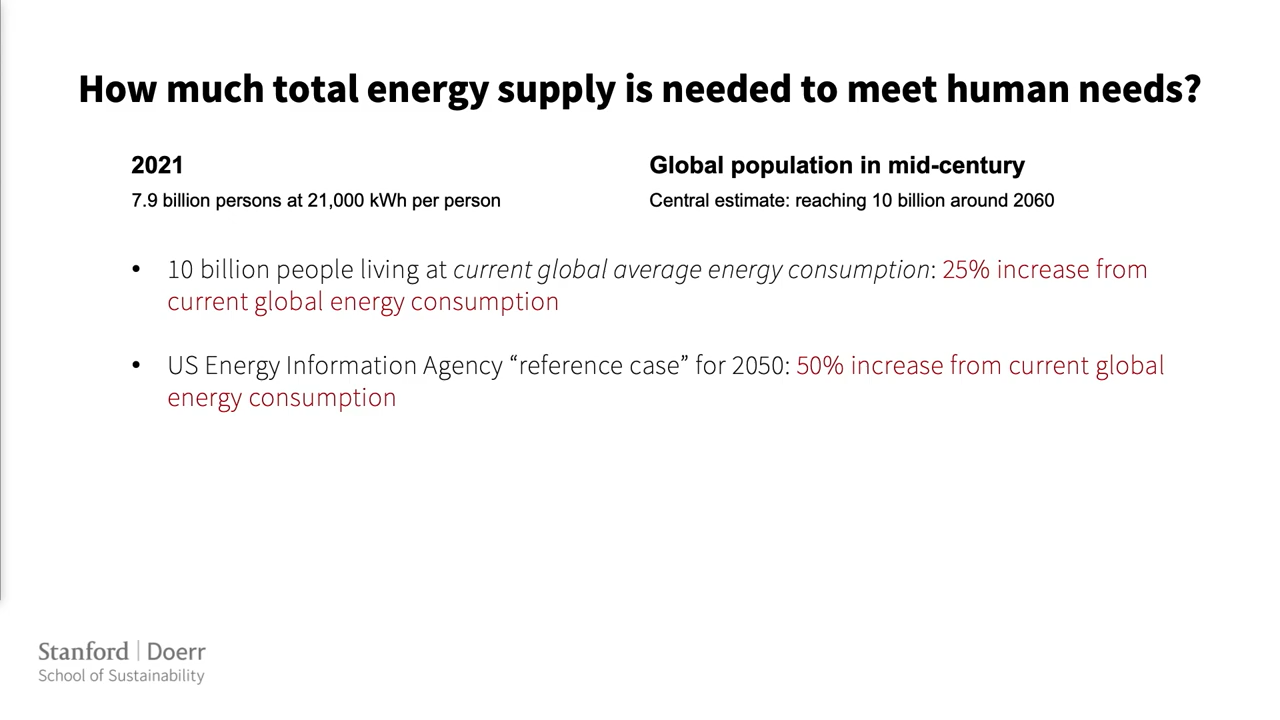 How much total energy supply is needed to meet human needs?
2021
7.9 billion persons at 21,000 kWh per person
Global population in mid-century
Central estimate: reaching 10 billion around 2060
• 10 billion people living at current global average energy consumption: 25% increase from
current global energy consumption
• US Energy Information Agency “reference case” for 2050: 50% increase from current global
energy consumption
Stanford | Doerr
School of Sustainability